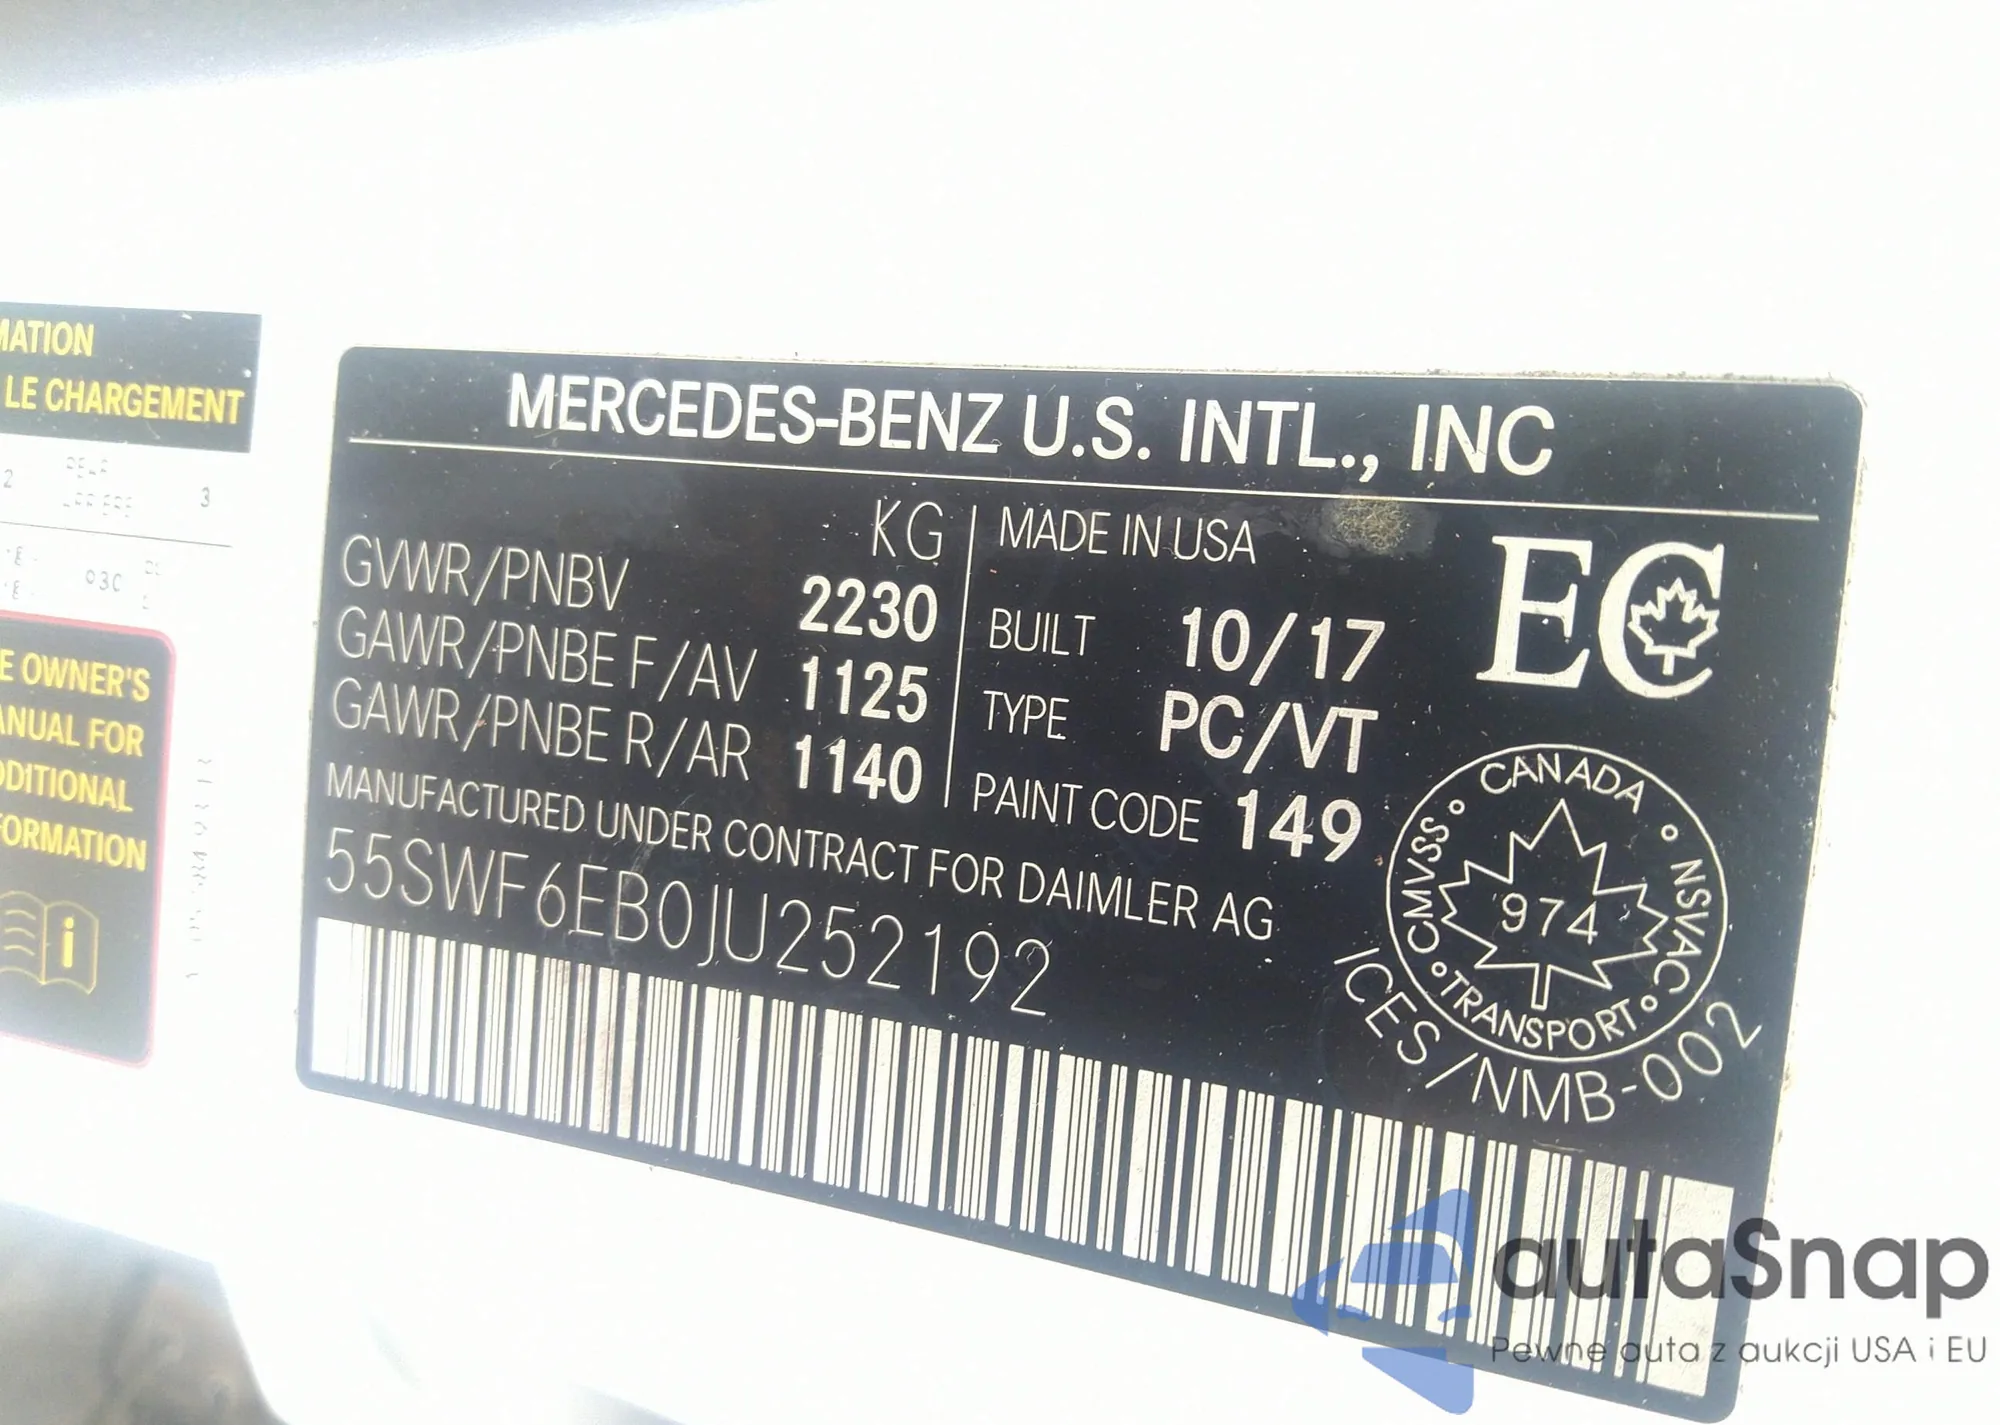 MATION
LE CHARGEMENT
2
3
E OWNER'S
ANUAL FOR
DDITIONAL
FORMATION
i
MERCEDES-BENZ U.S. INTL., INC
KG
GVWR/PNBV 2230
GAWR/PNBE F/AV 1125
GAWR/PNBE R/AR 1140
MADE IN USA
BUILT 10/17
TYPE PC/VT
PAINT CODE 149
MANUFACTURED UNDER CONTRACT FOR DAIMLER AG
55SWF6EB0JU252192
EC
CANADA
CMVSS
NSVAC
974
TRANSPORT
ICES/NMB-002
autaSnap
Pewne auta z aukcji USA i EU